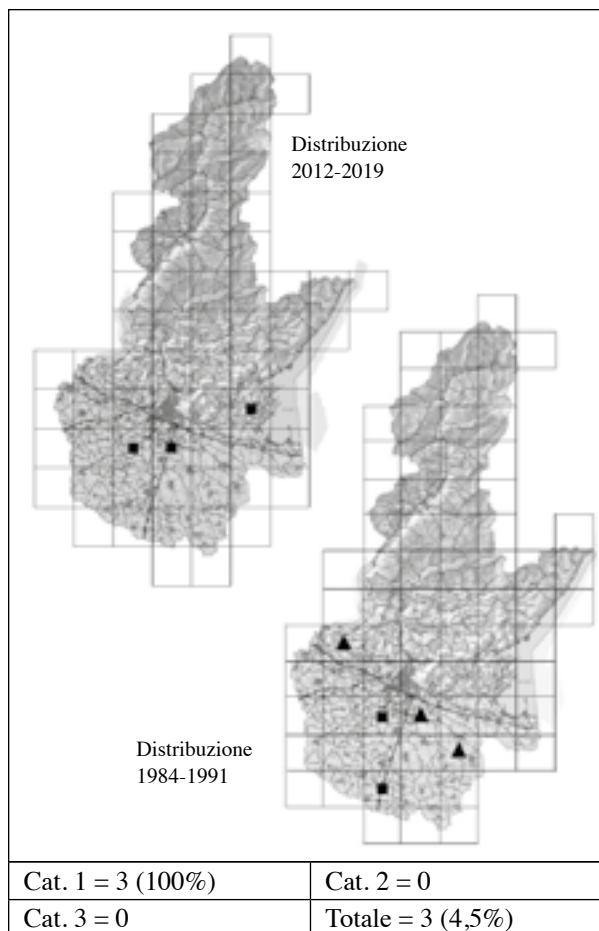 Distribuzione
2012-2019
Distribuzione
1984-1991
Cat. 1 = 3 (100%)
Cat. 2 = 0
Cat. 3 = 0
Totale = 3 (4,5%)